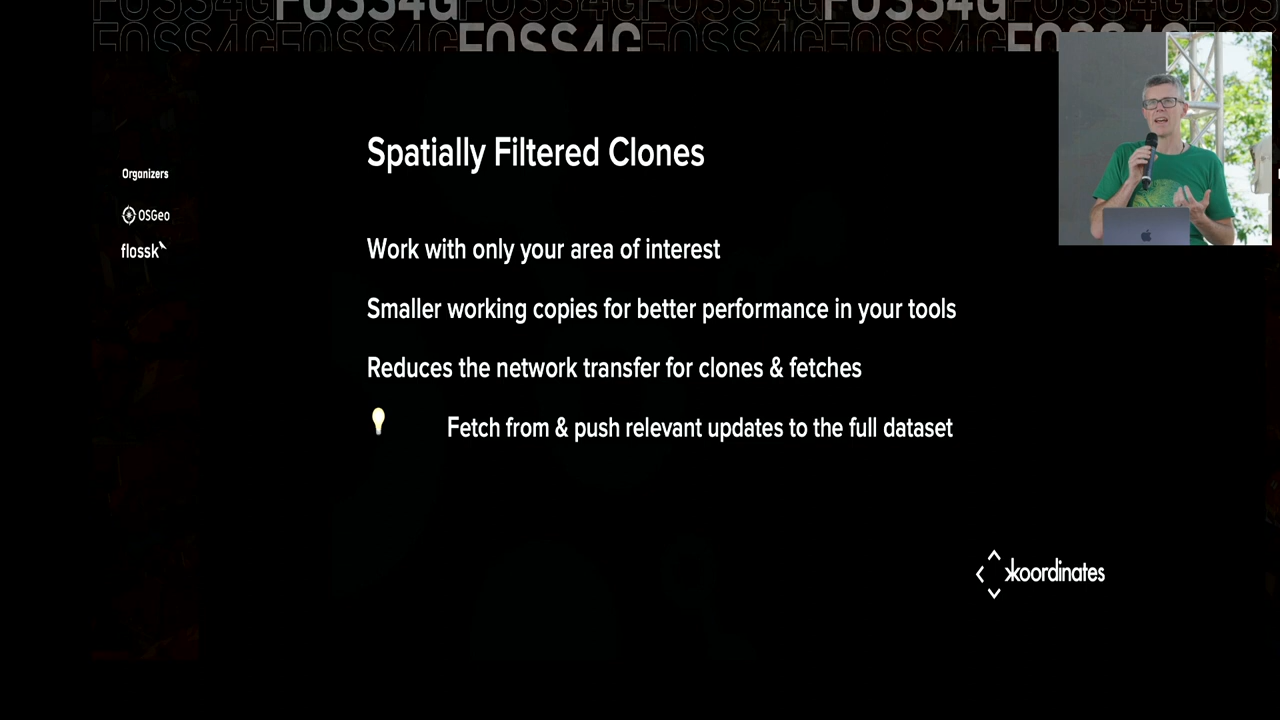 FOSS4GFOSS4GFOSS4GFOSS4GFOSS4GFOSS4G
FOSS4GFOSS4GFOSS4GFOSS4GFOSS4GFOSS4G
Spatially Filtered Clones
Organizers
OSGeo
flossk
Work with only your area of interest
Smaller working copies for better performance in your tools
Reduces the network transfer for clones & fetches
Fetch from & push relevant updates to the full dataset
koordinates